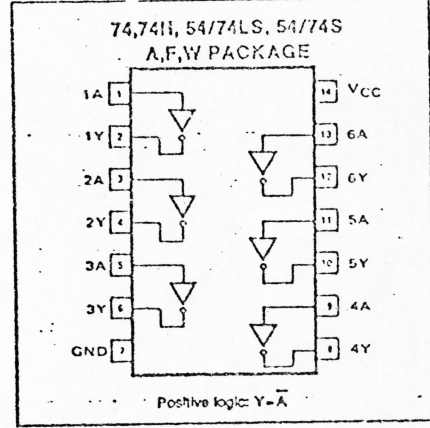 74,74H, 54/74LS, 54/74S
A,F,W PACKAGE
1A 1
14 VCC
1Y 2
13 6A
2A 3
12 6Y
2Y 4
11 5A
3A 5
10 5Y
3Y 6
9 4A
GND 7
8 4Y
Positive logic: Y=A̅